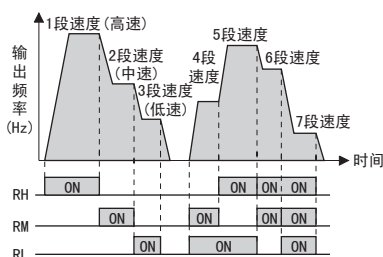 1段速度(高速)
2段速度
(中速)
3段速度
(低速)
4段
速度
5段速度
6段速度
7段速度
输出频率
(Hz)
时间
RH ON ON ON ON
RM ON ON ON ON
RL ON ON ON